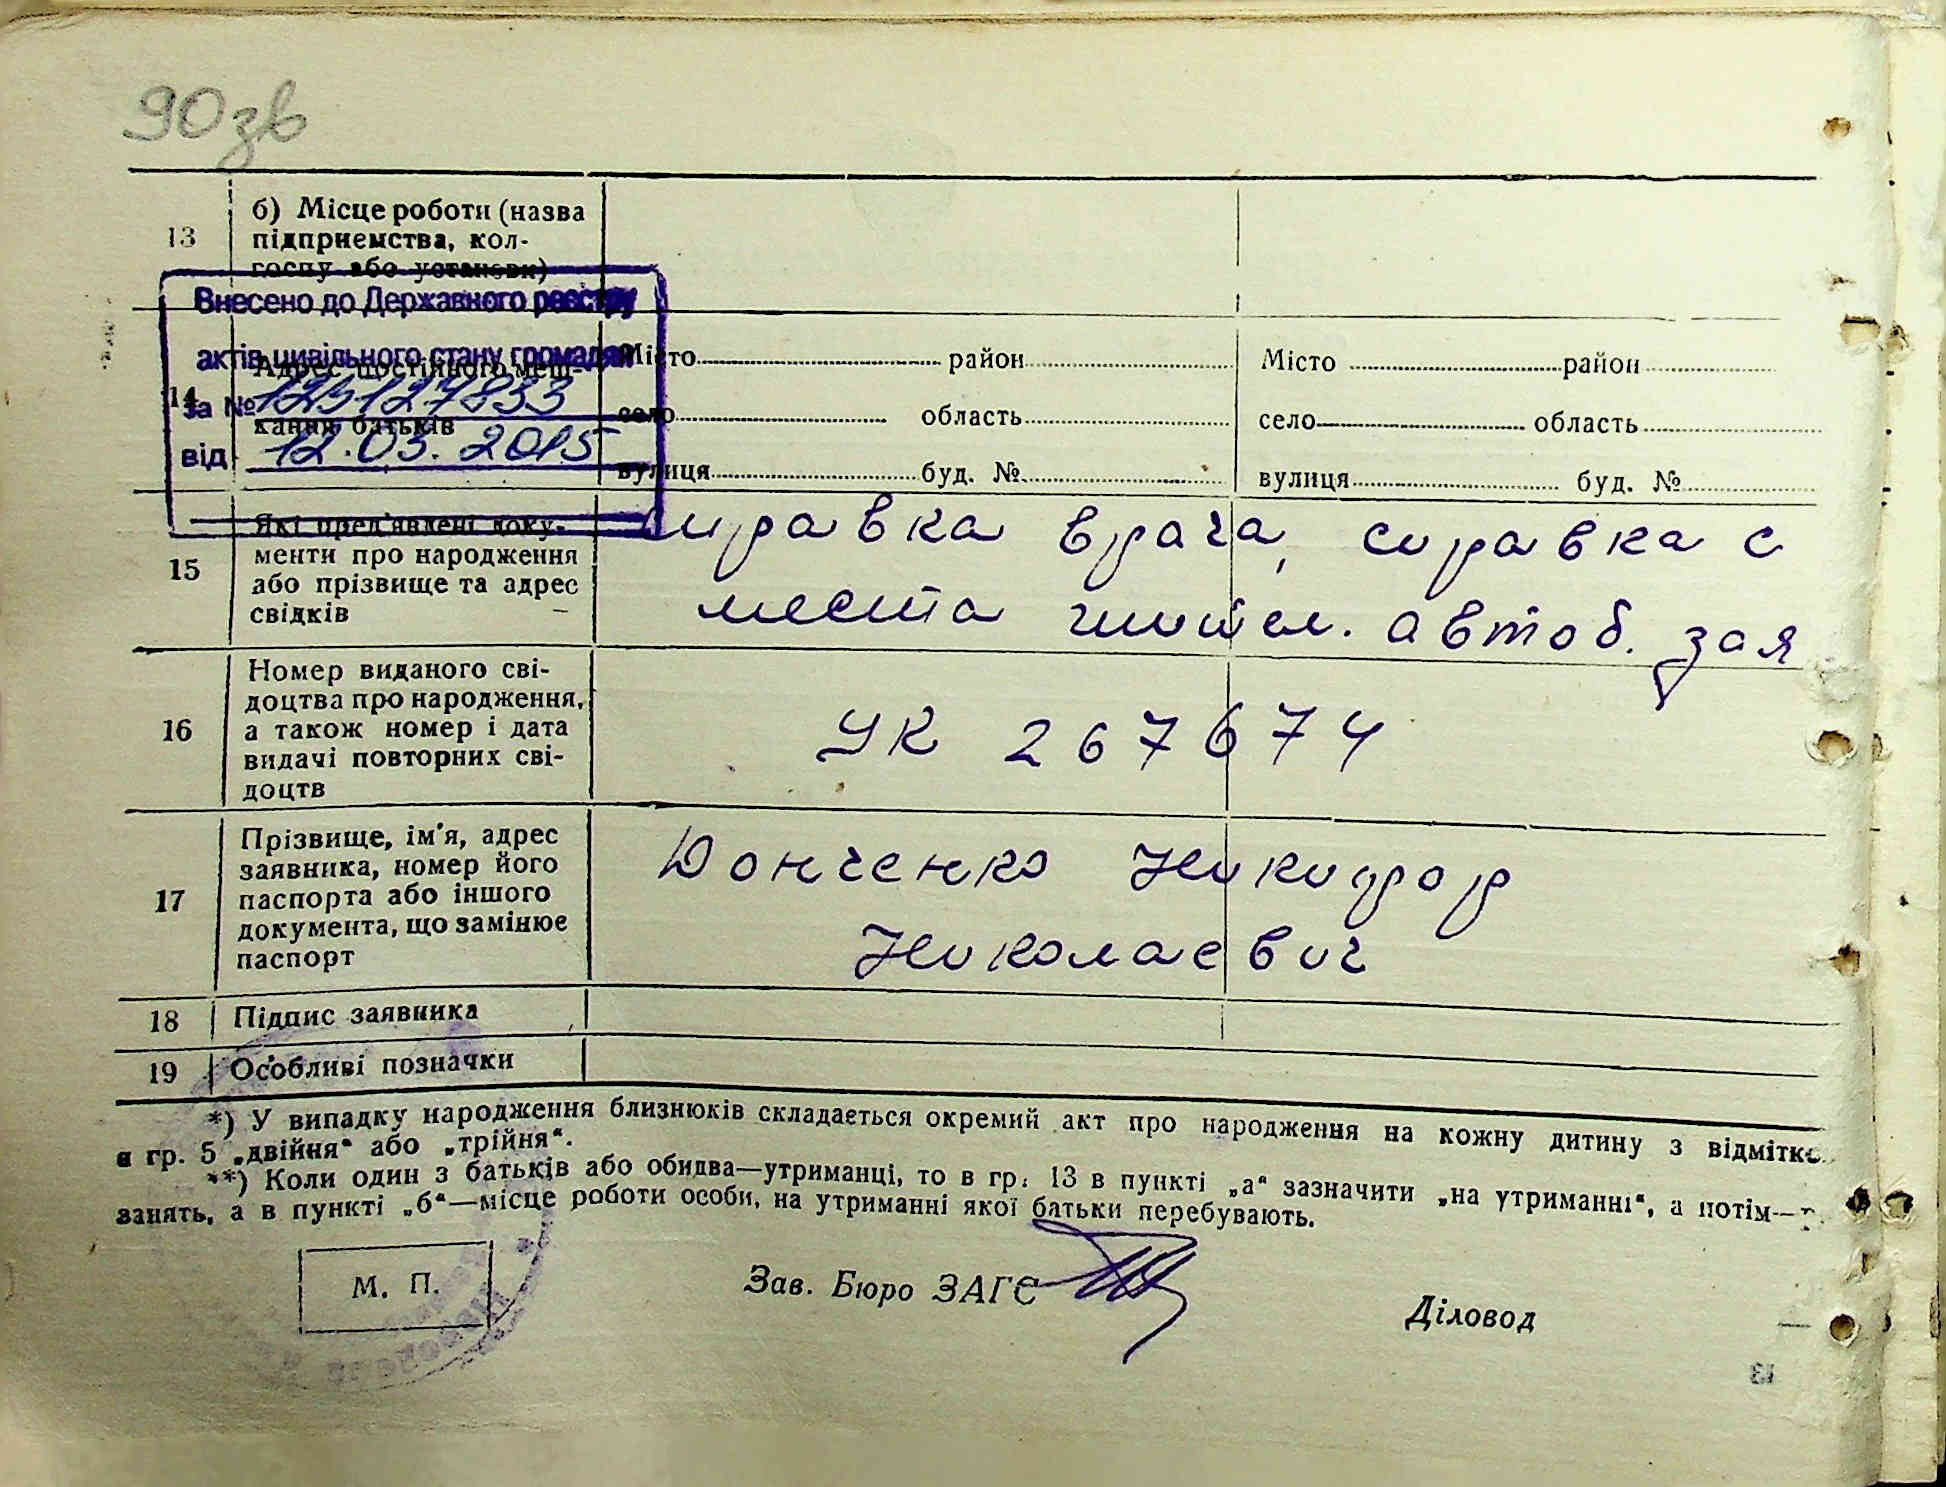 90зв
13 б) Місце роботи (назва
підприємства, кол-
госпу або установи)
Внесено до Державного реєстру
актів цивільного стану громадян
за №
від 12.03.2015
14 Адрес постійного меш-
кання батьків
Місто район
село область
вулиця буд. №
Місто район
село область
вулиця буд. №
15 Які пред'явлені доку-
менти про народження
або прізвище та адрес
свідків
справка врача, справка с
места автоб. зая
16 Номер виданого сві-
доцтва про народження,
а також номер і дата
видачі повторних сві-
доцтв
УК 267674
17 Прізвище, ім'я, адрес
заявника, номер його
паспорта або іншого
документа, що замінює
паспорт
Донченко Никифор
Николаевич
18 Підпис заявника
19 Особливі позначки
*) У випадку народження близнюків складається окремий акт про народження на кожну дитину з відмітко
в гр. 5 „двійня“ або „трійня“.
**) Коли один з батьків або обидва—утриманці, то в гр. 13 в пункті „а“ зазначити „на утриманні“, а потім—
занять, а в пункті „б“—місце роботи особи, на утриманні якої батьки перебувають.
М. П.
Зав. Бюро ЗАГС
Діловод